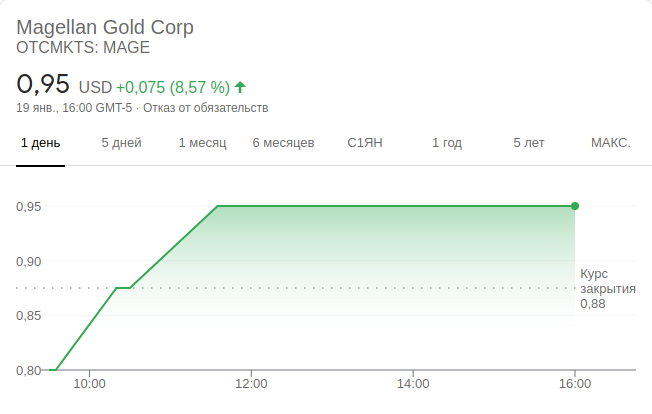 Magellan Gold Corp
OTCMKTS: MAGE
0,95 USD +0,075 (8,57 %)
19 янв., 16:00 GMT-5 · Отказ от обязательств
1 день 5 дней 1 месяц 6 месяцев С1ЯН 1 год 5 лет МАКС.
0,95
0,90
Курс
закрытия
0,88
0,85
0,80
10:00 12:00 14:00 16:00